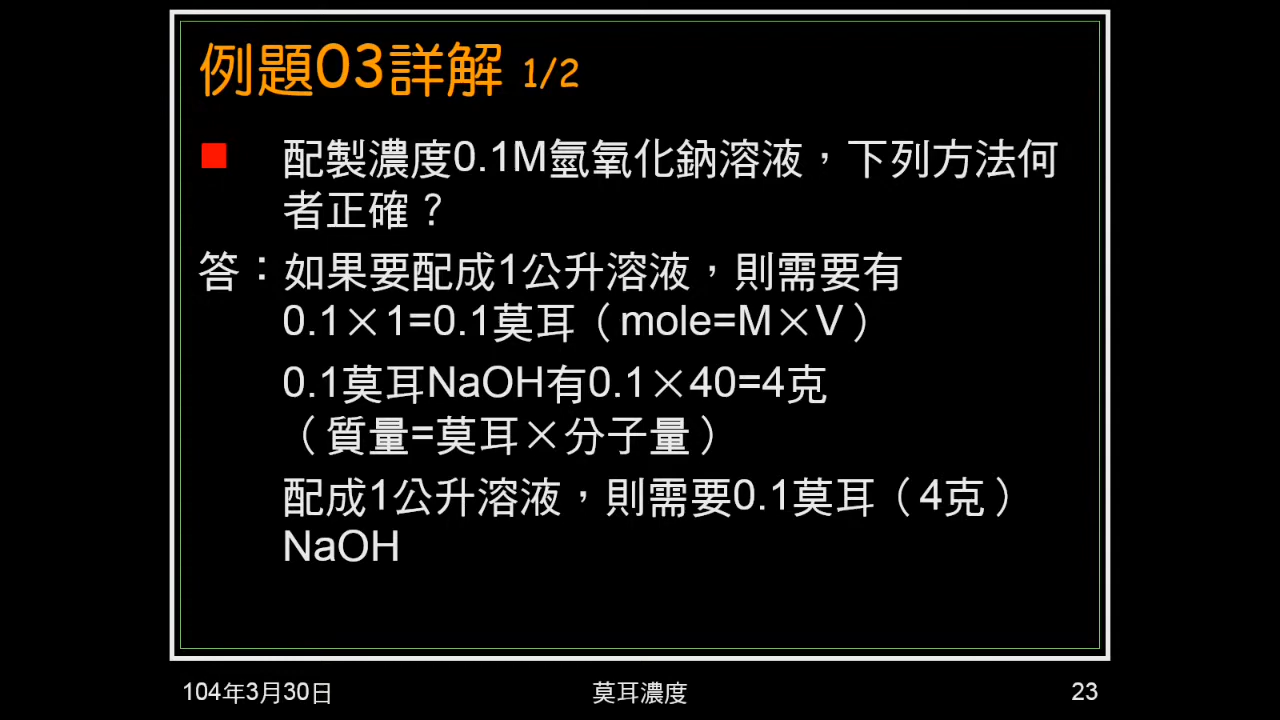 例題03詳解 1/2
配製濃度0.1M氫氧化鈉溶液，下列方法何
者正確？
答：如果要配成1公升溶液，則需要有
0.1×1=0.1莫耳（mole=M×V）
0.1莫耳NaOH有0.1×40=4克
（質量=莫耳×分子量）
配成1公升溶液，則需要0.1莫耳（4克）
NaOH
104年3月30日
莫耳濃度
23